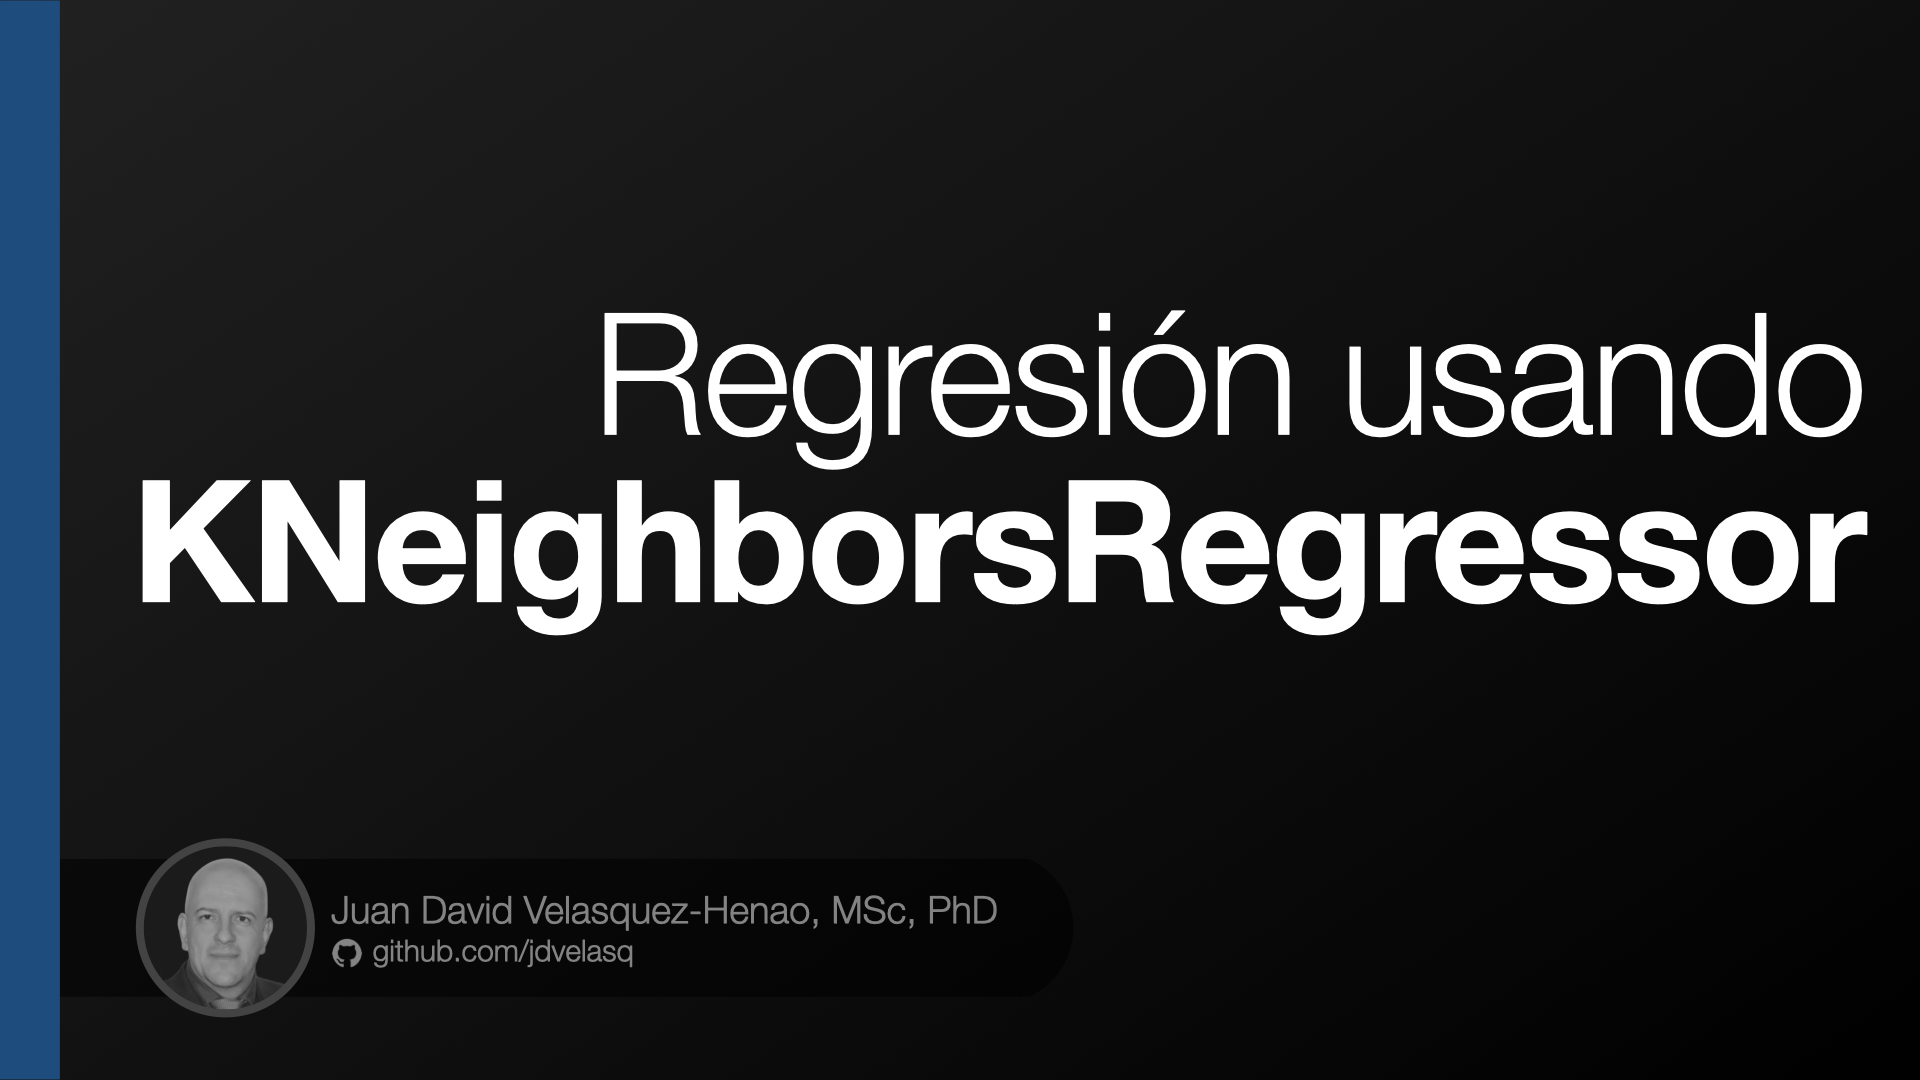 Regresión usando
KNeighborsRegressor
Juan David Velasquez-Henao, MSc, PhD
github.com/jdvelasq